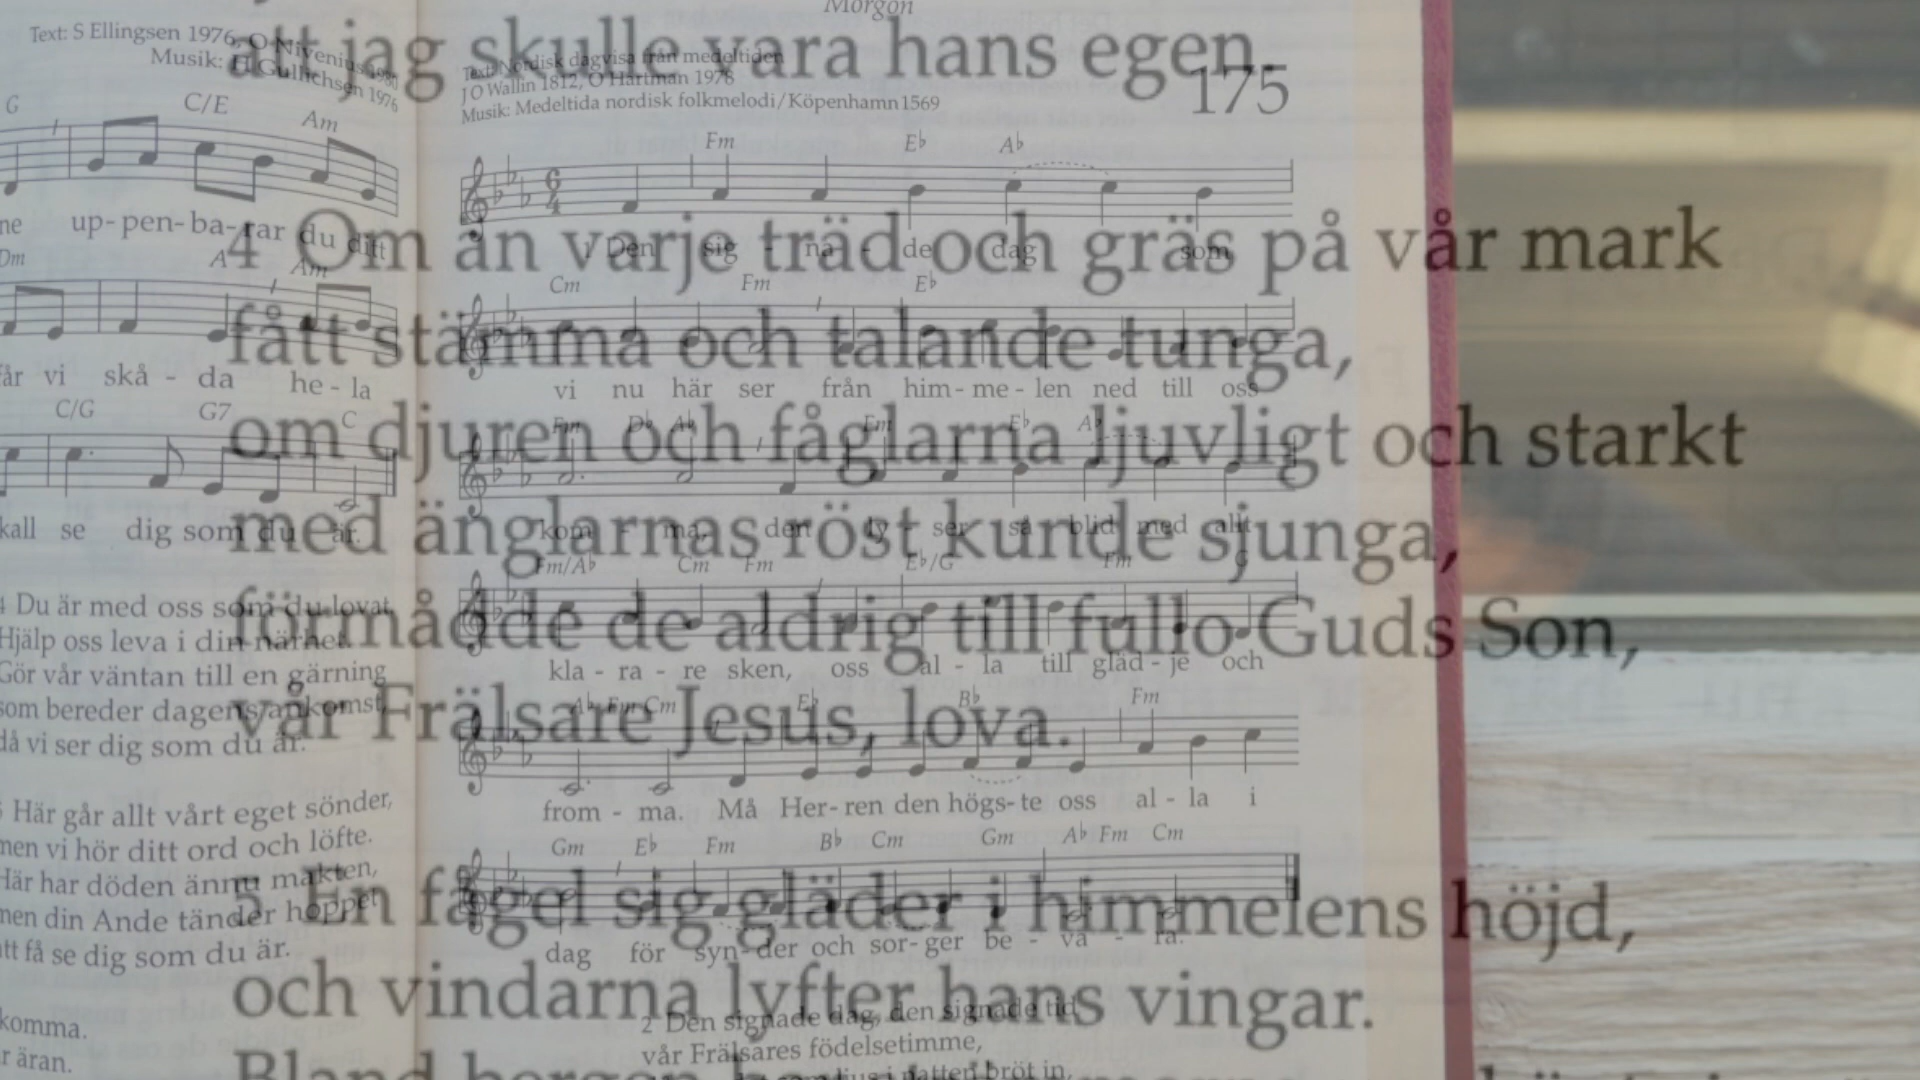 att jag skulle vara hans egen.
4 Om än varje träd och gräs på vår mark
fått stämma och talande tunga,
om djuren och fåglarna ljuvligt och starkt
med änglarnas röst kunde sjunga,
förmådde de aldrig till fullo Guds Son,
vår Frälsare Jesus, lova.
5 En fågel sig gläder i himmelens höjd,
och vindarna lyfter hans vingar.
Text: S Ellingsen 1976, O Nivenius 1980
Musik: H Gullichsen 1976
G C/E Am
up-pen-ba-rar du ditt
Dm A Am
får vi skå - da he - la
C/G G7 C
skall se dig som du är.
4 Du är med oss som du lovat.
Hjälp oss leva i din närhet.
Gör vår väntan till en gärning
som bereder dagens ankomst,
då vi ser dig som du är.
5 Här går allt vårt eget sönder,
men vi hör ditt ord och löfte.
Här har döden ännu makten,
men din Ande tänder hoppet
att få se dig som du är.
komma.
äran.
Morgon
175
Text: Nordisk dagvisa från medeltiden
J O Wallin 1812, O Hartman 1978
Musik: Medeltida nordisk folkmelodi/Köpenhamn 1569
Fm E♭ A♭
1 Den sig - na - de dag som
Cm Fm E♭
vi nu här ser från him - me - len ned till oss
Fm D♭ A♭ Fm E♭ A♭
kom - ma, den ly - ser så blid med allt
Fm/A♭ Cm Fm E♭/G Fm G
kla - ra - re sken, oss al - la till gläd - je och
A♭ Fm Cm E♭ B♭ Fm
from - ma. Må Her- ren den högs- te oss al - la i
Gm E♭ Fm B♭ Cm Gm A♭ Fm Cm
dag för syn-der och sor- ger be - va - ra.
2 Den signade dag, den signade tid,
vår Frälsares födelsetimme,
ljus i natten bröt in,